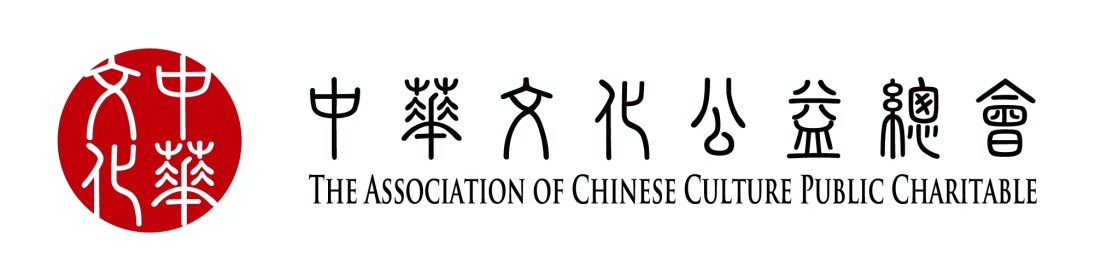 中華
文化
中華文化公益總會
THE ASSOCIATION OF CHINESE CULTURE PUBLIC CHARITABLE